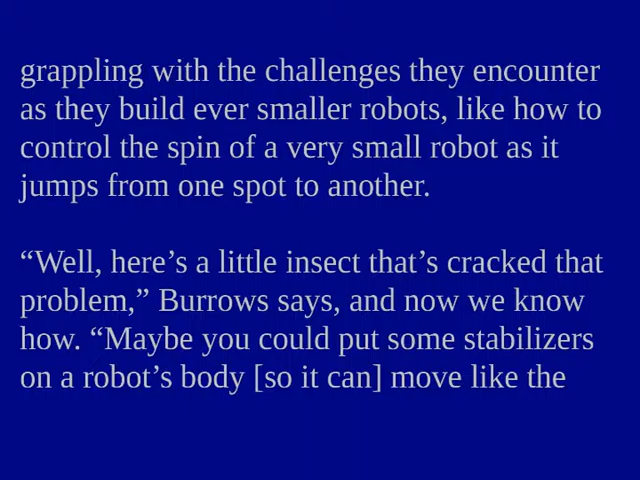 grappling with the challenges they encounter
as they build ever smaller robots, like how to
control the spin of a very small robot as it
jumps from one spot to another.
“Well, here’s a little insect that’s cracked that
problem,” Burrows says, and now we know
how. “Maybe you could put some stabilizers
on a robot’s body [so it can] move like the